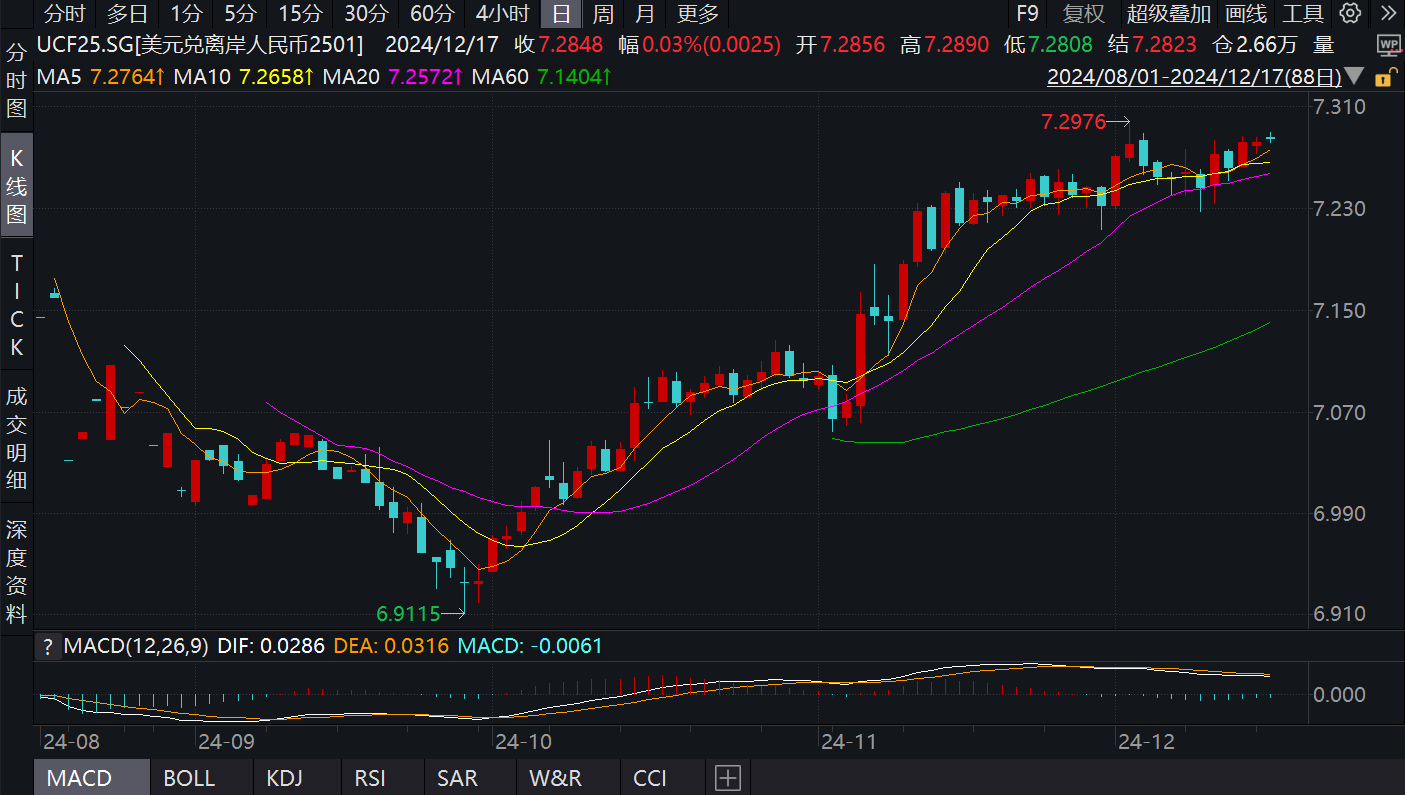 分时 多日 1分 5分 15分 30分 60分 4小时 日 周 月 更多 F9 复权 超级叠加 画线 工具
UCF25.SG[美元兑离岸人民币2501] 2024/12/17 收7.2848 幅0.03%(0.0025) 开7.2856 高7.2890 低7.2808 结7.2823 仓2.66万 量
WP
MA5 7.2764↑ MA10 7.2658↑ MA20 7.2572↑ MA60 7.1404↑ 2024/08/01-2024/12/17(88日)
分时图
K线图
TICK
成交明细
深度资料
7.310
7.2976
7.230
7.150
7.070
6.990
6.9115
6.910
? MACD(12,26,9) DIF: 0.0286 DEA: 0.0316 MACD: -0.0061
0.000
24-08 24-09 24-10 24-11 24-12
MACD BOLL KDJ RSI SAR W&R CCI